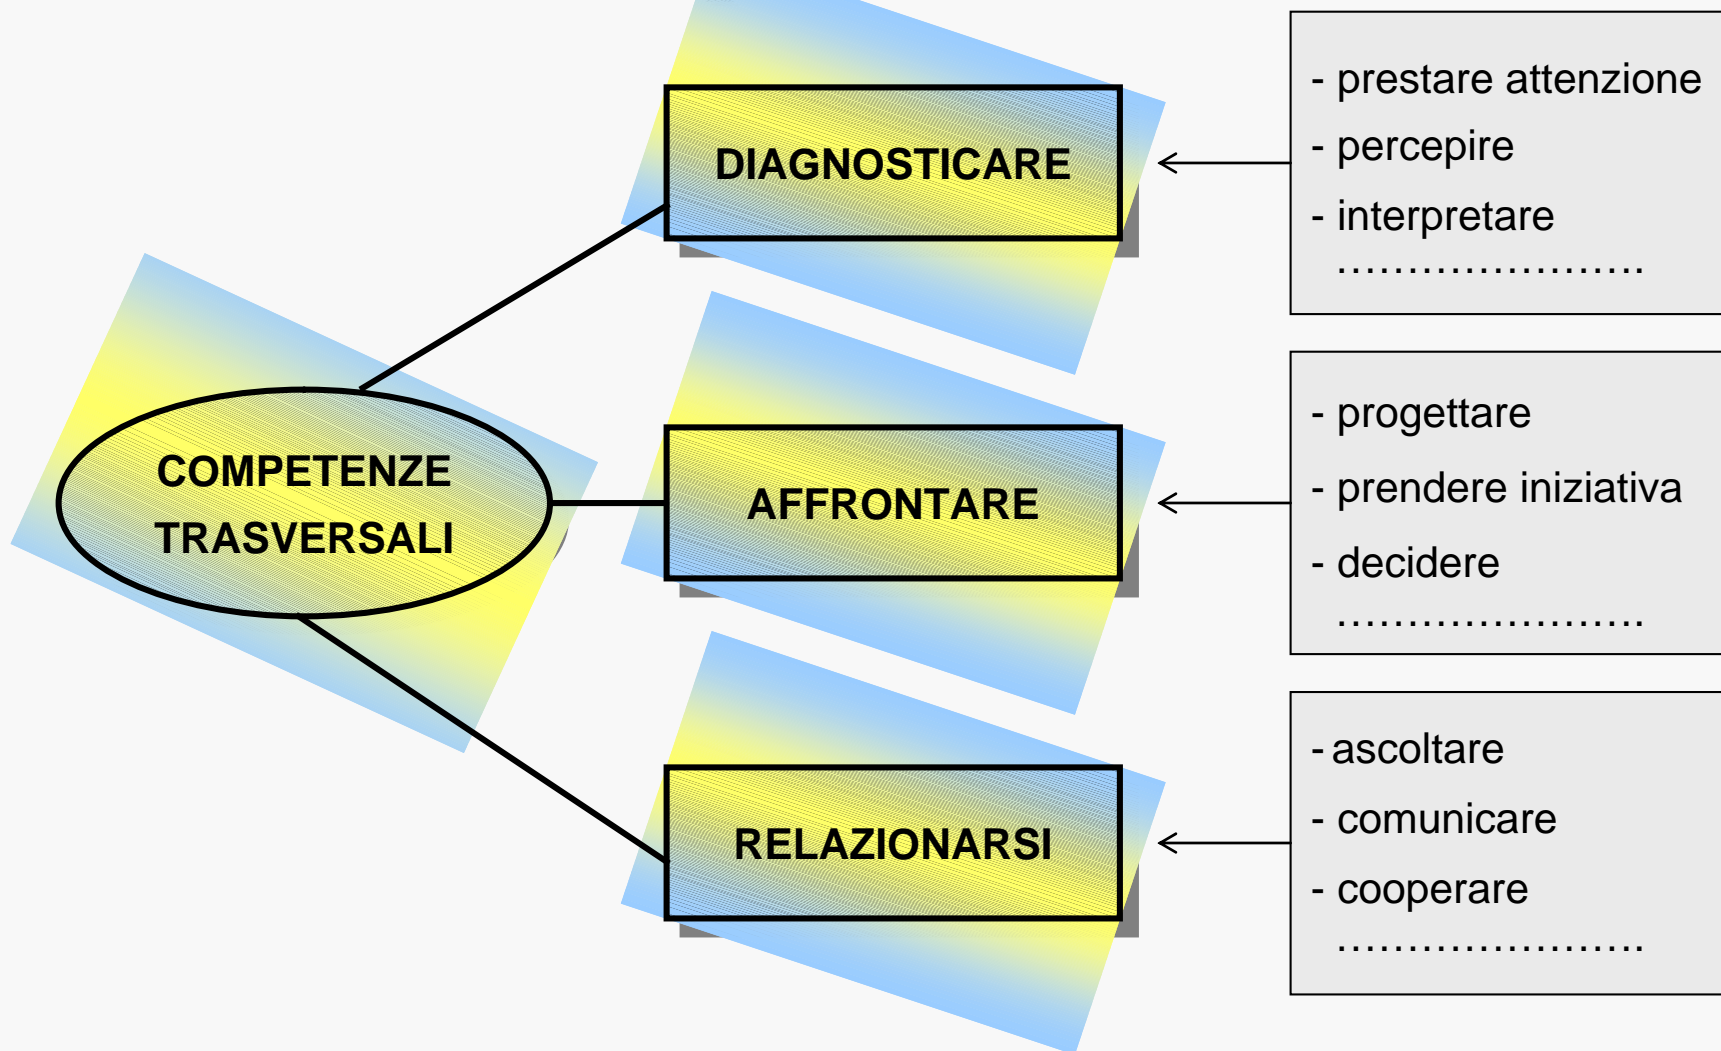 COMPETENZE
TRASVERSALI
DIAGNOSTICARE
- prestare attenzione
- percepire
- interpretare
…………………….
AFFRONTARE
- progettare
- prendere iniziativa
- decidere
…………………….
RELAZIONARSI
- ascoltare
- comunicare
- cooperare
…………………….